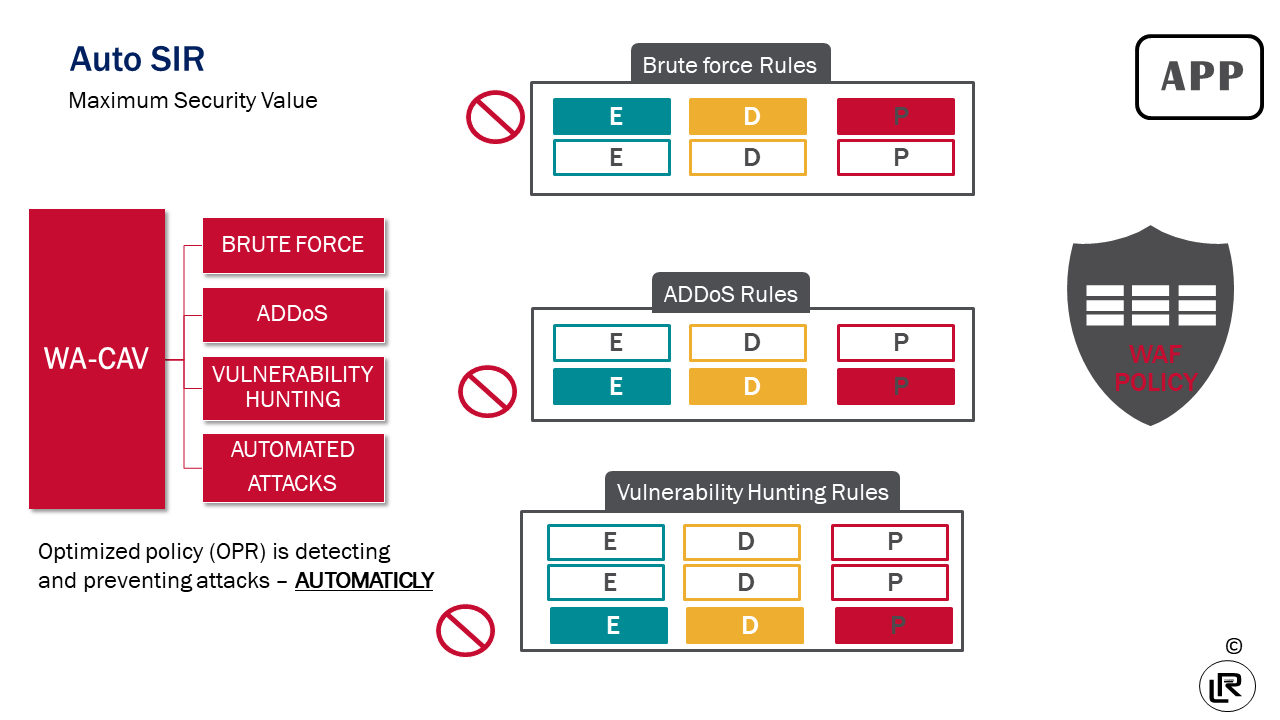 Auto SIR
Maximum Security Value
WA-CAV
BRUTE FORCE
ADDoS
VULNERABILITY
HUNTING
AUTOMATED
ATTACKS
Optimized policy (OPR) is detecting
and preventing attacks – AUTOMATICLY
Brute force Rules
E D P
E D P
ADDoS Rules
E D P
E D P
Vulnerability Hunting Rules
E D P
E D P
E D P
APP
WAF
POLICY
©
LR